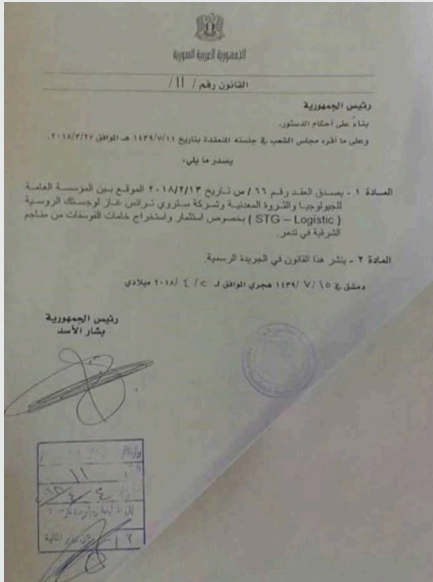 الجمهورية العربية السورية
القانون رقم / 11 /
رئيس الجمهورية
بناءً على أحكام الدستور.
وعلى ما أقره مجلس الشعب في جلسته المنعقدة بتاريخ ١٤٣٩/٧/١١ هـ الموافق ٢٠١٨/٣/٢٧.
يصدر ما يلي:
المادة ١ - يصدق العقد رقم ٦٦/س تاريخ ٢٠١٨/٢/١٣ الموقع بين المؤسسة العامة
للجيولوجيا والثروة المعدنية وشركة ستروي ترانس غاز لوجستك الروسية
( STG – Logistic ) بخصوص استثمار واستخراج خامات الفوسفات من مناجم
الشرقية في تدمر.
المادة ٢ - ينشر هذا القانون في الجريدة الرسمية.
دمشق في ١٥ /٧ /١٤٣٩ هجري الموافق لـ ٢ / ٤ /٢٠١٨ ميلادي
رئيس الجمهورية
بشار الأسد
١١